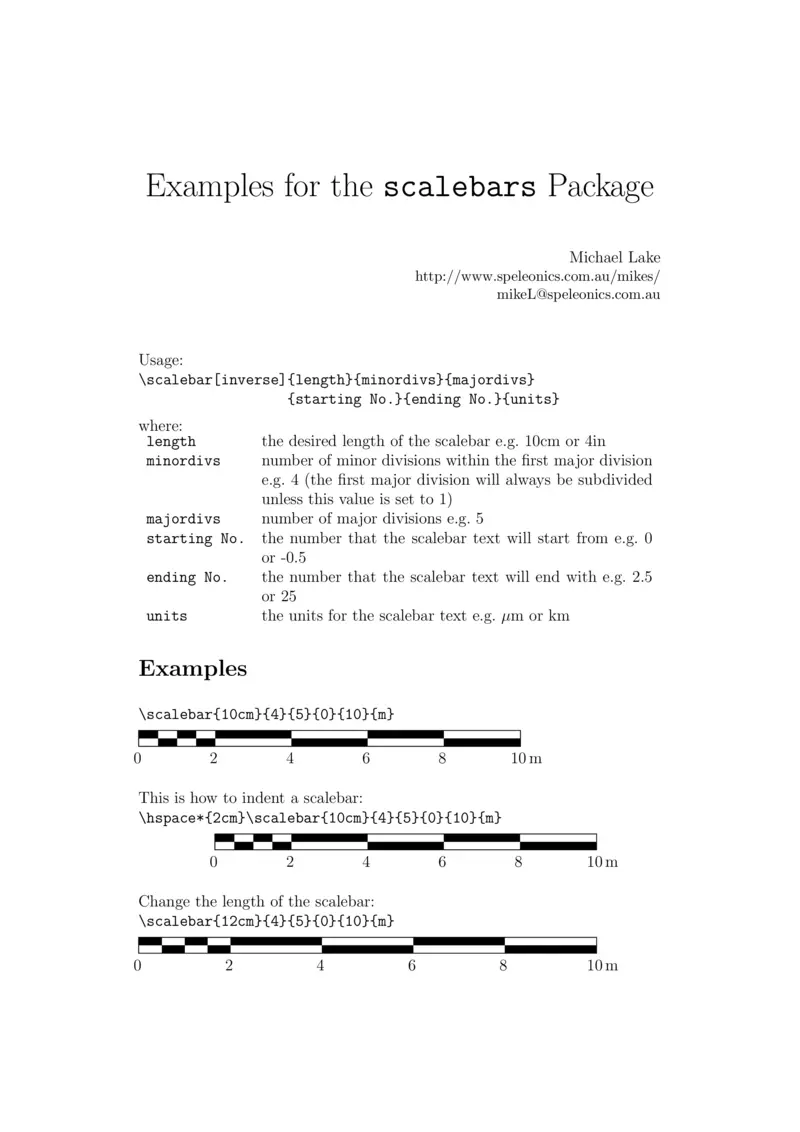 Examples for the scalebars Package
Michael Lake
http://www.speleonics.com.au/mikes/
mikeL@speleonics.com.au
Usage:
\scalebar[inverse]{length}{minordivs}{majordivs}
{starting No.}{ending No.}{units}
where:
length the desired length of the scalebar e.g. 10cm or 4in
minordivs number of minor divisions within the first major division
e.g. 4 (the first major division will always be subdivided
unless this value is set to 1)
majordivs number of major divisions e.g. 5
starting No. the number that the scalebar text will start from e.g. 0
or -0.5
ending No. the number that the scalebar text will end with e.g. 2.5
or 25
units the units for the scalebar text e.g. μm or km
Examples
\scalebar{10cm}{4}{5}{0}{10}{m}
0 2 4 6 8 10 m
This is how to indent a scalebar:
\hspace*{2cm}\scalebar{10cm}{4}{5}{0}{10}{m}
0 2 4 6 8 10 m
Change the length of the scalebar:
\scalebar{12cm}{4}{5}{0}{10}{m}
0 2 4 6 8 10 m